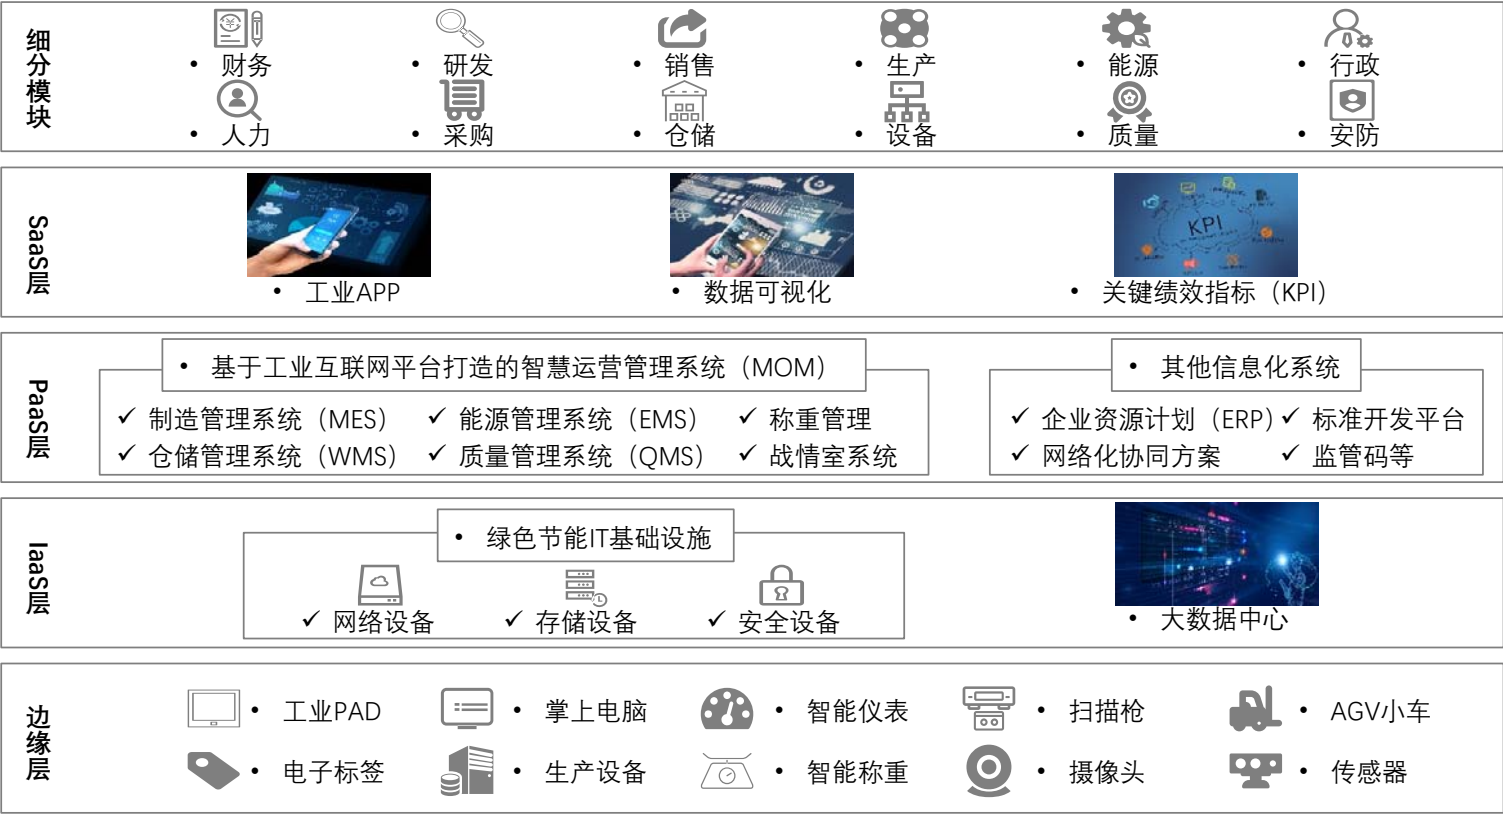 细分模块
• 财务 • 研发 • 销售 • 生产 • 能源 • 行政
• 人力 • 采购 • 仓储 • 设备 • 质量 • 安防
SaaS层
KPI
• 工业APP • 数据可视化 • 关键绩效指标（KPI）
PaaS层
• 基于工业互联网平台打造的智慧运营管理系统（MOM）
✓ 制造管理系统（MES） ✓ 能源管理系统（EMS） ✓ 称重管理
✓ 仓储管理系统（WMS） ✓ 质量管理系统（QMS） ✓ 战情室系统
• 其他信息化系统
✓ 企业资源计划（ERP） ✓ 标准开发平台
✓ 网络化协同方案 ✓ 监管码等
IaaS层
• 绿色节能IT基础设施
✓ 网络设备 ✓ 存储设备 ✓ 安全设备
• 大数据中心
边缘层
• 工业PAD • 掌上电脑 • 智能仪表 • 扫描枪 • AGV小车
• 电子标签 • 生产设备 • 智能称重 • 摄像头 • 传感器